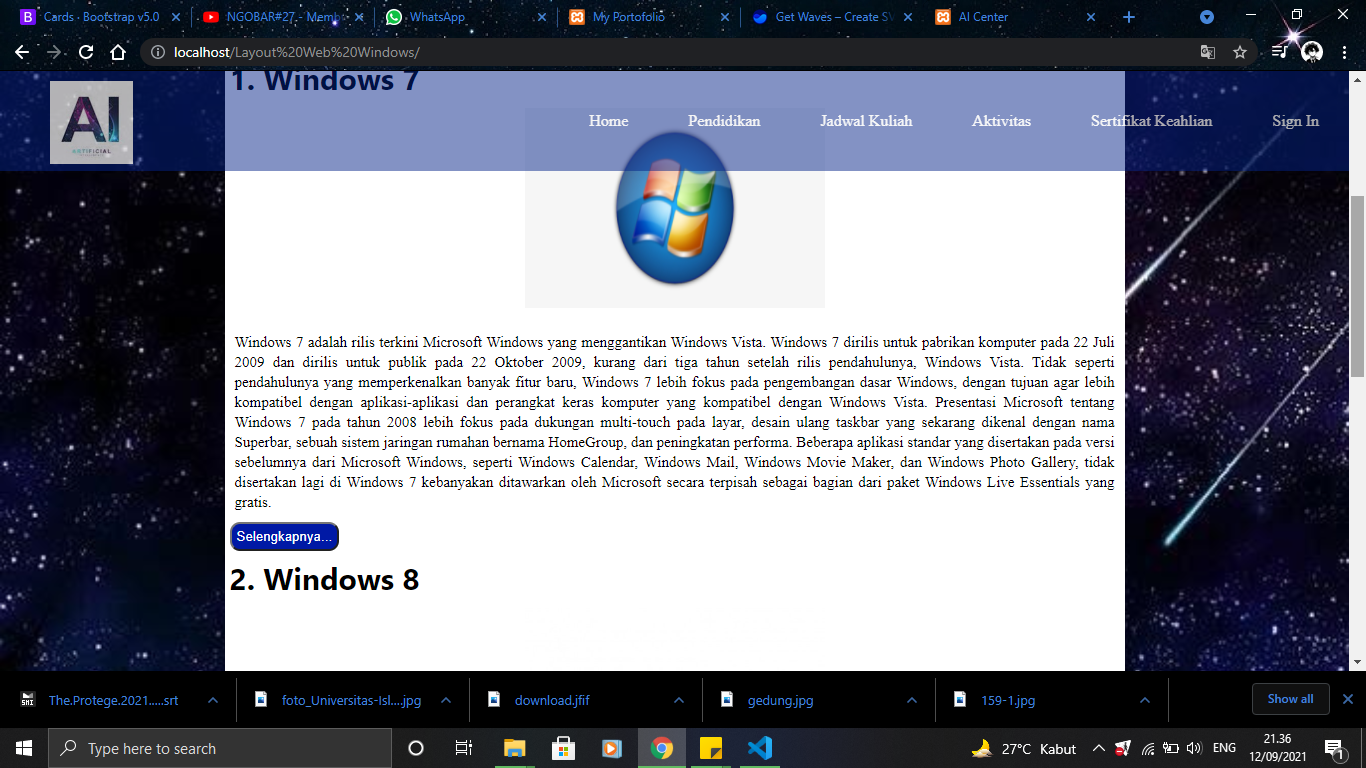 Cards · Bootstrap v5.0
NGOBAR#27 - Memb
WhatsApp
My Portofolio
Get Waves – Create SV
AI Center
localhost/Layout%20Web%20Windows/
1. Windows 7
AI
ARTIFICIAL
Home
Pendidikan
Jadwal Kuliah
Aktivitas
Sertifikat Keahlian
Sign In
Windows 7 adalah rilis terkini Microsoft Windows yang menggantikan Windows Vista. Windows 7 dirilis untuk pabrikan komputer pada 22 Juli
2009 dan dirilis untuk publik pada 22 Oktober 2009, kurang dari tiga tahun setelah rilis pendahulunya, Windows Vista. Tidak seperti
pendahulunya yang memperkenalkan banyak fitur baru, Windows 7 lebih fokus pada pengembangan dasar Windows, dengan tujuan agar lebih
kompatibel dengan aplikasi-aplikasi dan perangkat keras komputer yang kompatibel dengan Windows Vista. Presentasi Microsoft tentang
Windows 7 pada tahun 2008 lebih fokus pada dukungan multi-touch pada layar, desain ulang taskbar yang sekarang dikenal dengan nama
Superbar, sebuah sistem jaringan rumahan bernama HomeGroup, dan peningkatan performa. Beberapa aplikasi standar yang disertakan pada versi
sebelumnya dari Microsoft Windows, seperti Windows Calendar, Windows Mail, Windows Movie Maker, dan Windows Photo Gallery, tidak
disertakan lagi di Windows 7 kebanyakan ditawarkan oleh Microsoft secara terpisah sebagai bagian dari paket Windows Live Essentials yang
gratis.
Selengkapnya...
2. Windows 8
The.Protege.2021.....srt
foto_Universitas-Isl....jpg
download.jfif
gedung.jpg
159-1.jpg
Show all
Type here to search
27°C Kabut
ENG
21.36
12/09/2021
1